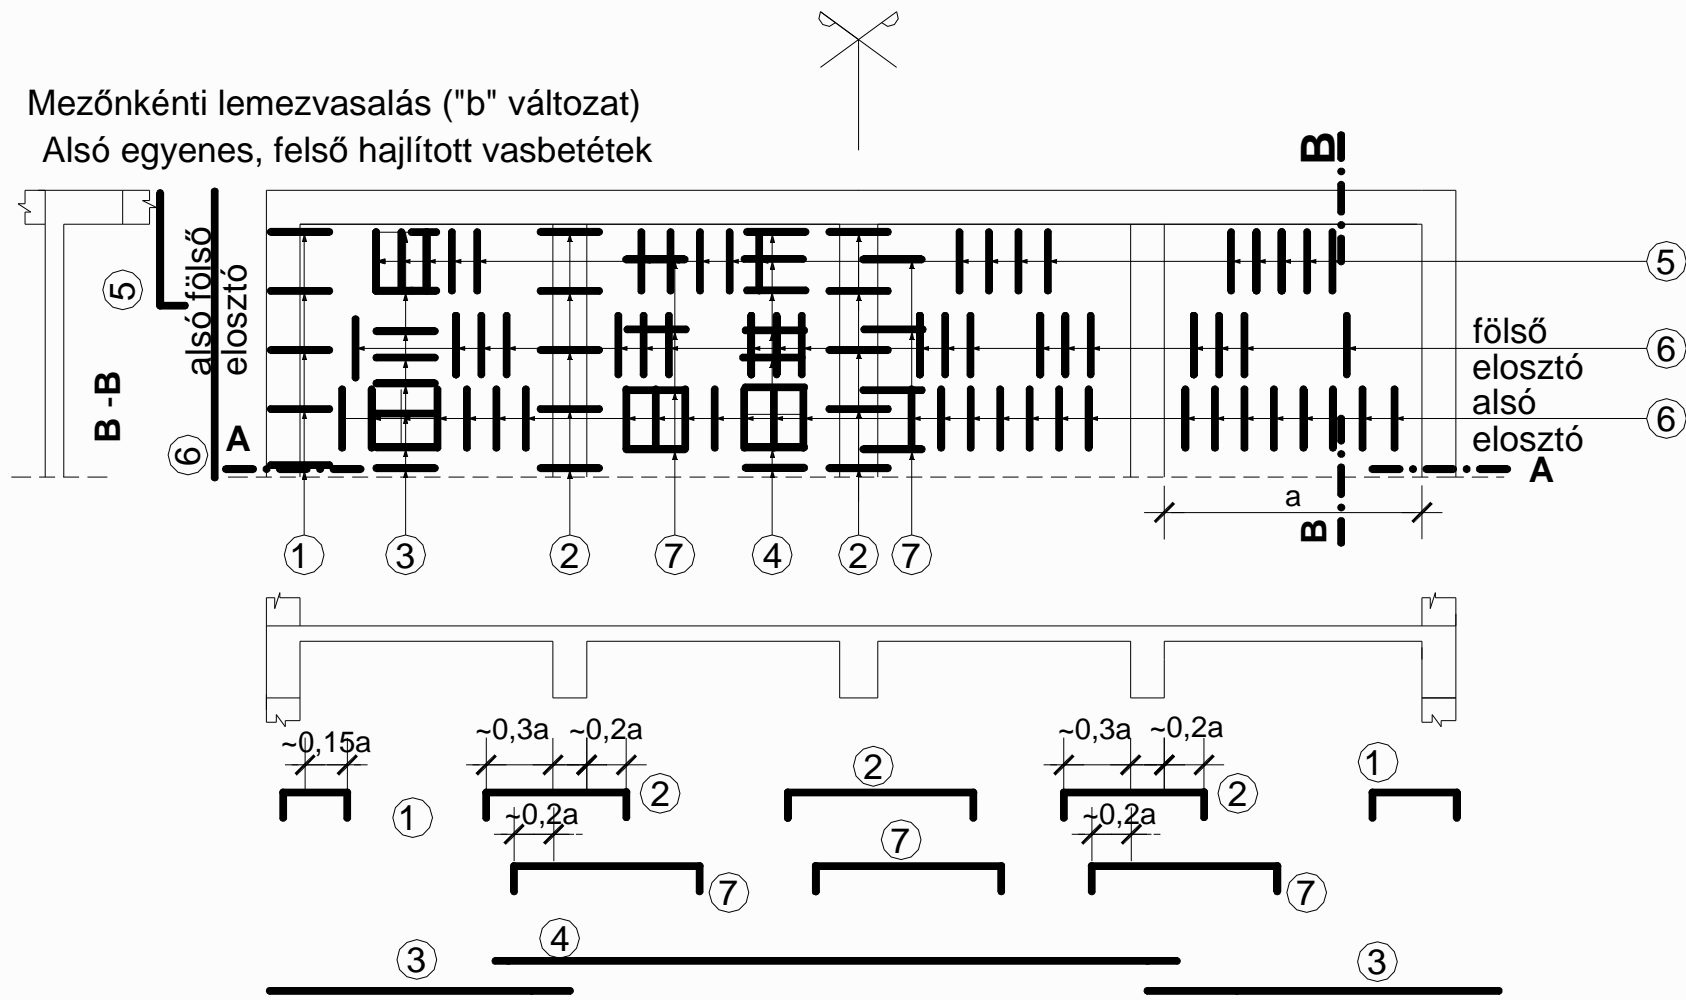 Mezőnkénti lemezvasalás ("b" változat)
Alsó egyenes, felső hajlított vasbetétek
B
5
alsó fölső
elosztó
5
B -B
6
fölső
elosztó
6
alsó
elosztó
6
A
A
a
B
1
3
2
7
4
2
7
~0,15a
~0,3a
~0,2a
~0,3a
~0,2a
1
2
2
2
1
~0,2a
~0,2a
7
7
7
4
3
3